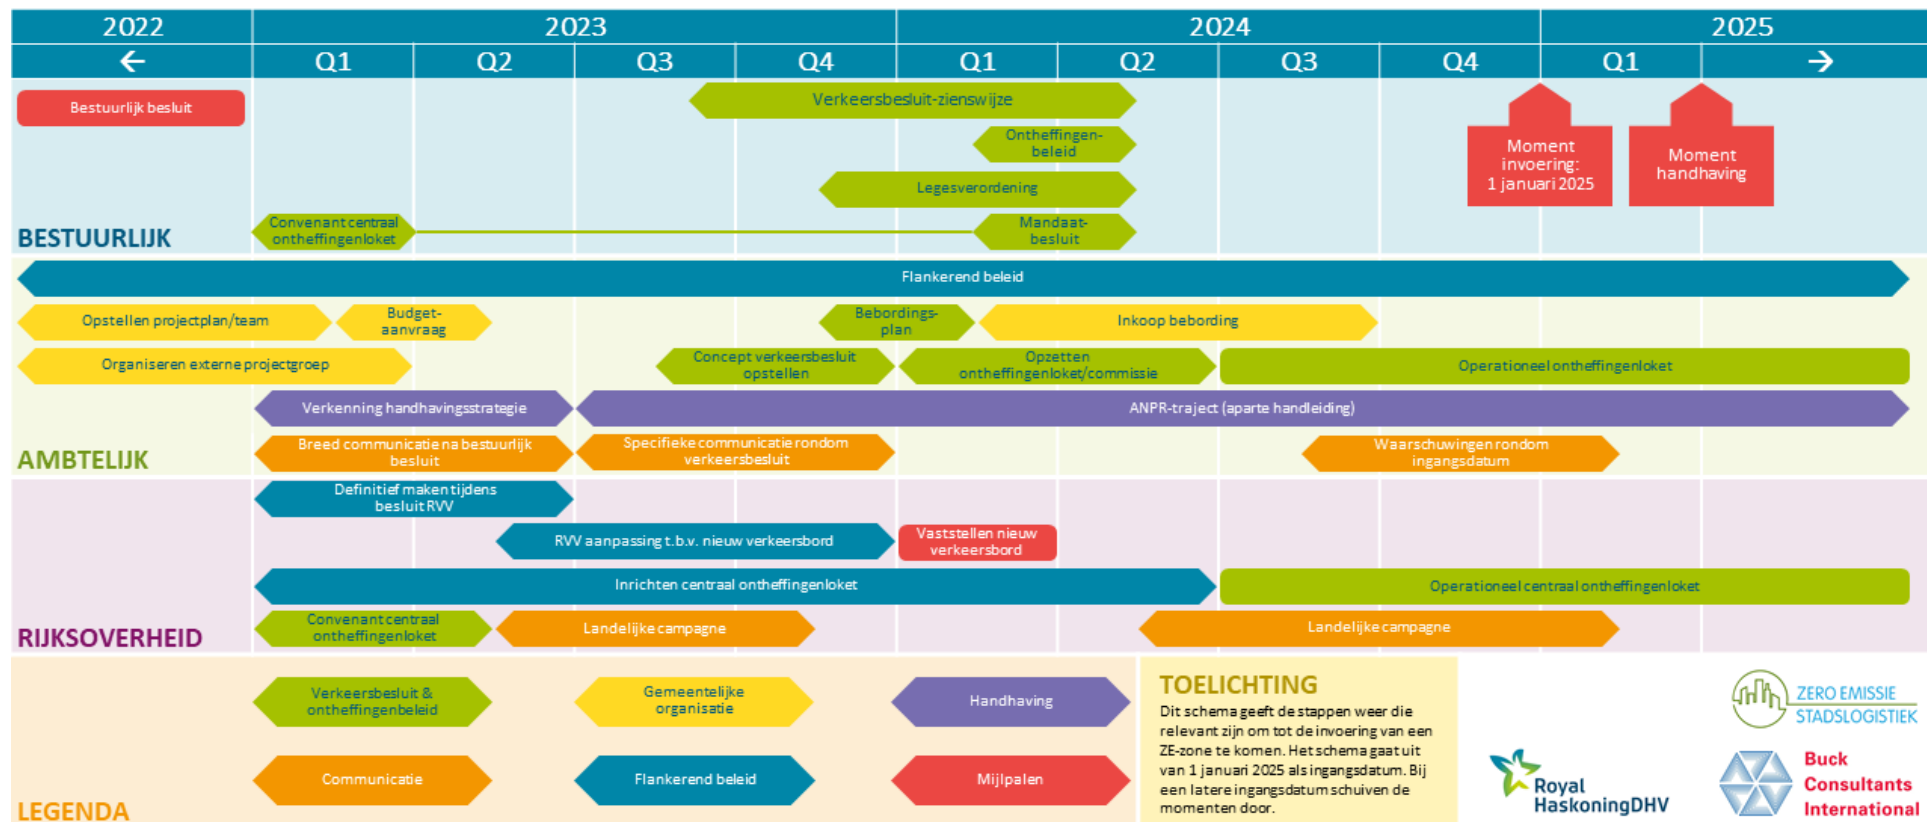 2022
2023
2024
2025
←
Q1
Q2
Q3
Q4
Q1
Q2
Q3
Q4
Q1
→
Bestuurlijk besluit
Verkeersbesluit-zienswijze
Ontheffingen-
beleid
Legesverordening
Convenant centraal
ontheffingenloket
Mandaat-
besluit
Moment
invoering:
1 januari 2025
Moment
handhaving
BESTUURLIJK
Flankerend beleid
Opstellen projectplan/team
Budget-
aanvraag
Bebordings-
plan
Inkoop bebording
Organiseren externe projectgroep
Concept verkeersbesluit
opstellen
Opzetten
ontheffingenloket/commissie
Operationeel ontheffingenloket
Verkenning handhavingsstrategie
ANPR-traject (aparte handleiding)
Breed communicatie na bestuurlijk
besluit
Specifieke communicatie rondom
verkeersbesluit
Waarschuwingen rondom
ingangsdatum
AMBTELIJK
Definitief maken tijdens
besluit RVV
RVV aanpassing t.b.v. nieuw verkeersbord
Vaststellen nieuw
verkeersbord
Inrichten centraal ontheffingenloket
Operationeel centraal ontheffingenloket
Convenant centraal
ontheffingenloket
Landelijke campagne
Landelijke campagne
RIJKSOVERHEID
Verkeersbesluit &
ontheffingenbeleid
Gemeentelijke
organisatie
Handhaving
Communicatie
Flankerend beleid
Mijlpalen
LEGENDA
TOELICHTING
Dit schema geeft de stappen weer die
relevant zijn om tot de invoering van een
ZE-zone te komen. Het schema gaat uit
van 1 januari 2025 als ingangsdatum. Bij
een latere ingangsdatum schuiven de
momenten door.
ZERO EMISSIE
STADSLOGISTIEK
Royal
HaskoningDHV
Buck
Consultants
International